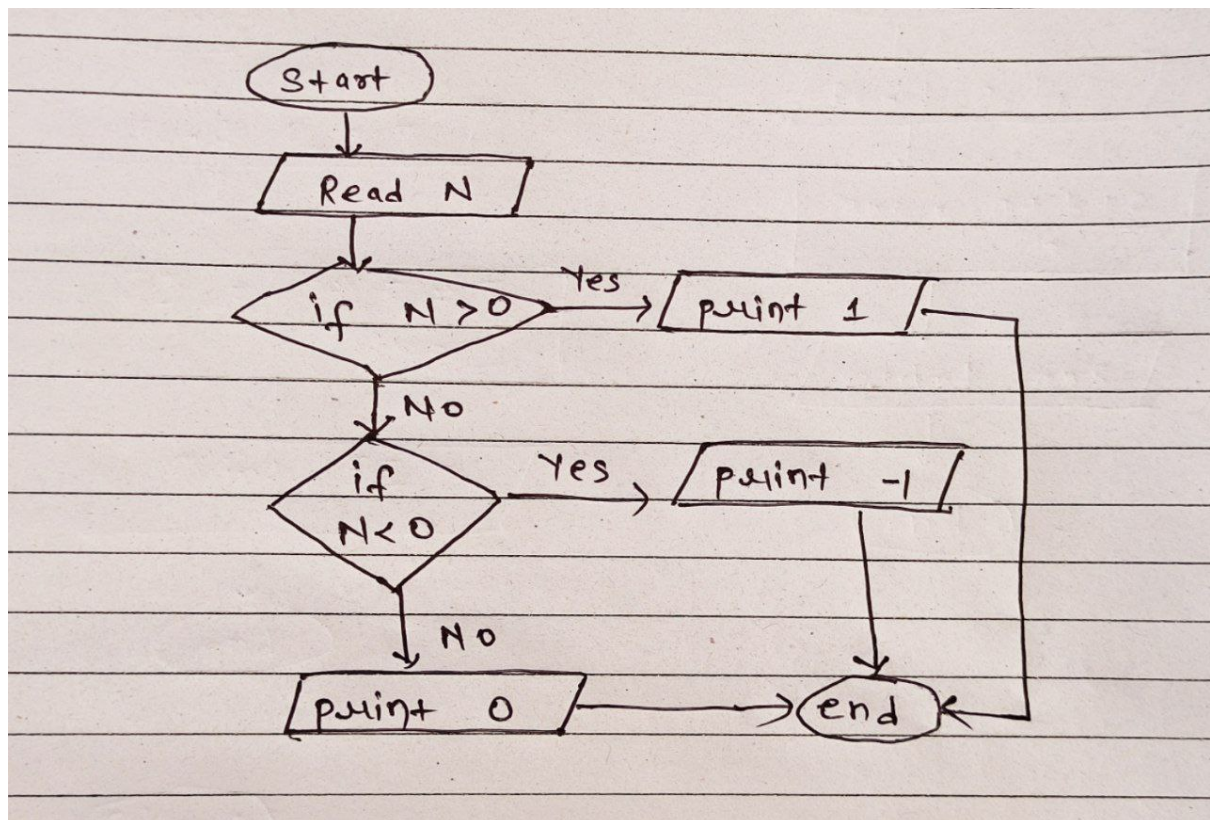 Start
Read N
if N > 0
Yes
print 1
No
if
N < 0
Yes
print -1
No
print 0
end